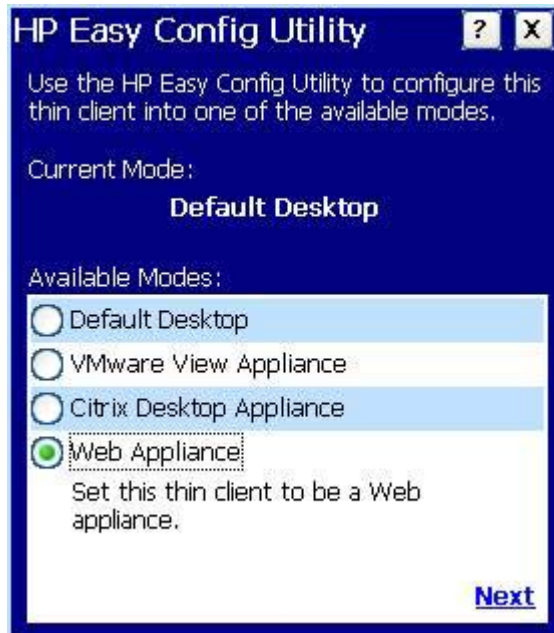 HP Easy Config Utility ? X
Use the HP Easy Config Utility to configure this
thin client into one of the available modes.
Current Mode:
Default Desktop
Available Modes:
Default Desktop
VMware View Appliance
Citrix Desktop Appliance
Web Appliance
Set this thin client to be a Web
appliance.
Next